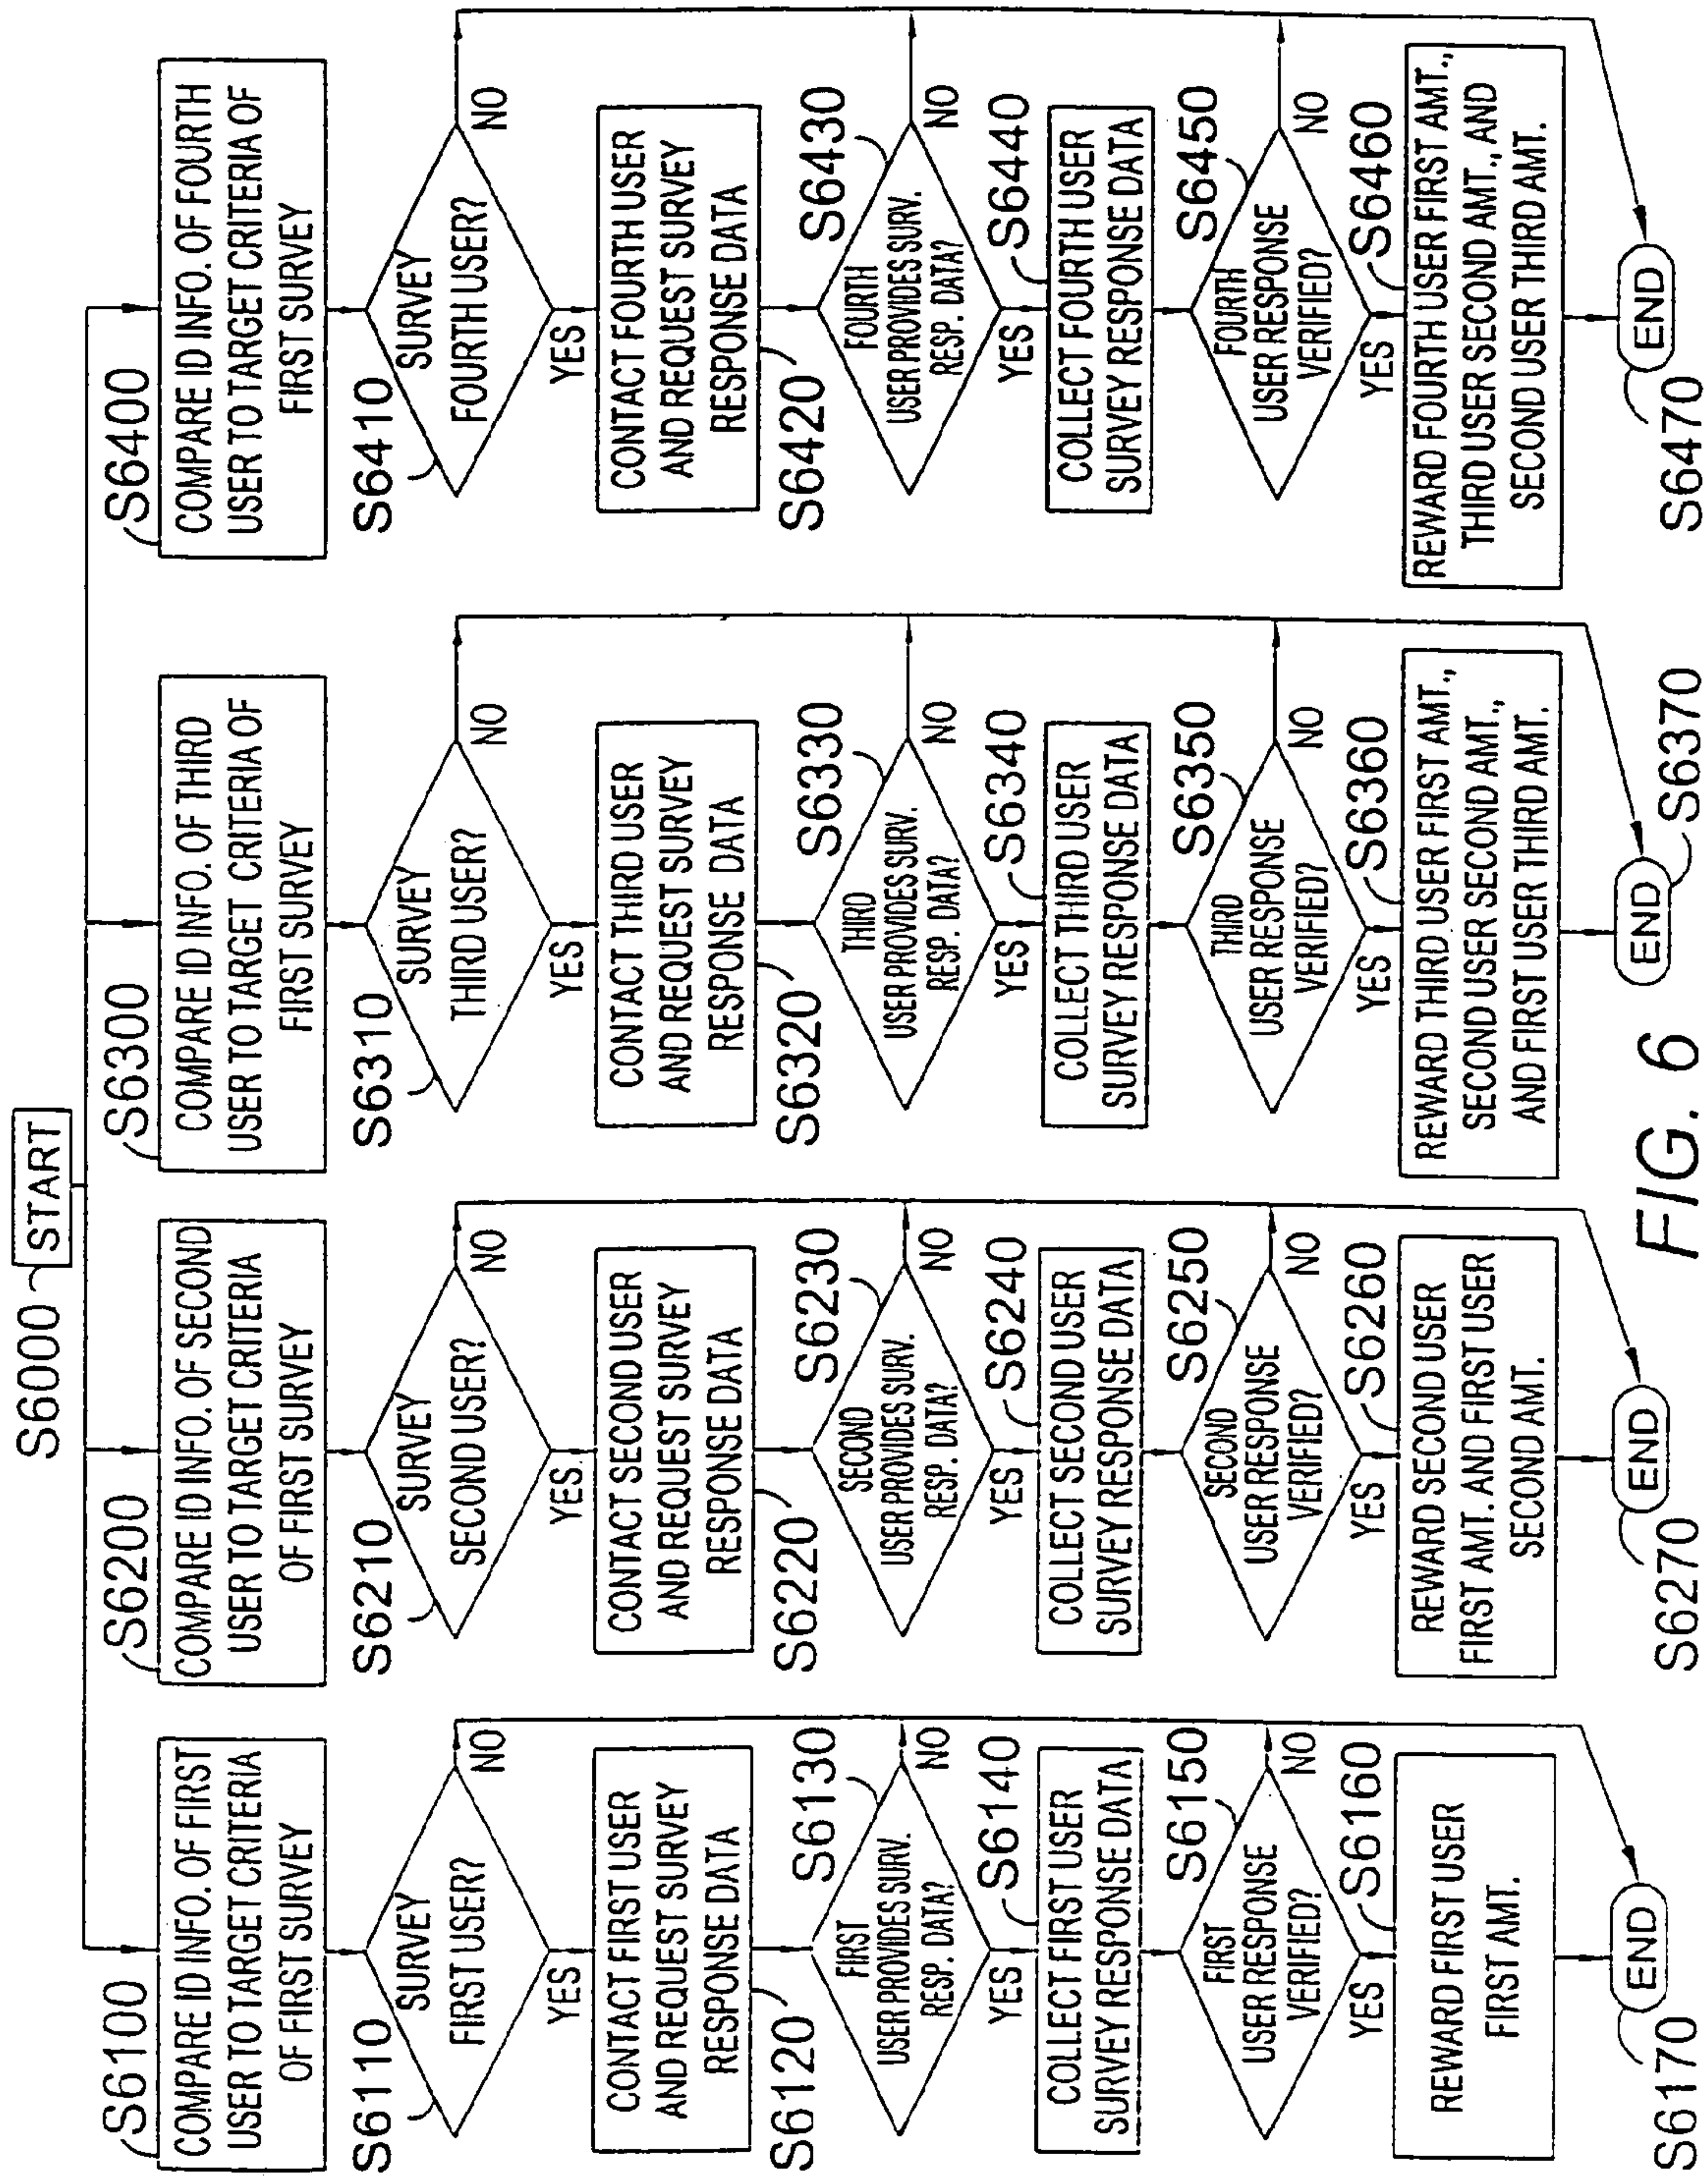 S6000
START
S6100
COMPARE ID INFO. OF FIRST
USER TO TARGET CRITERIA
OF FIRST SURVEY
S6110
SURVEY
FIRST USER?
NO
YES
CONTACT FIRST USER
AND REQUEST SURVEY
RESPONSE DATA
S6120
S6130
FIRST
USER PROVIDES SURV.
RESP. DATA?
NO
YES
S6140
COLLECT FIRST USER
SURVEY RESPONSE DATA
S6150
FIRST
USER RESPONSE
VERIFIED?
NO
YES
S6160
REWARD FIRST USER
FIRST AMT.
END
S6170
S6200
COMPARE ID INFO. OF SECOND
USER TO TARGET CRITERIA
OF FIRST SURVEY
S6210
SURVEY
SECOND USER?
NO
YES
CONTACT SECOND USER
AND REQUEST SURVEY
RESPONSE DATA
S6220
S6230
SECOND
USER PROVIDES SURV.
RESP. DATA?
NO
YES
S6240
COLLECT SECOND USER
SURVEY RESPONSE DATA
S6250
SECOND
USER RESPONSE
VERIFIED?
NO
YES
S6260
REWARD SECOND USER
FIRST AMT. AND FIRST USER
SECOND AMT.
END
S6270
S6300
COMPARE ID INFO. OF THIRD
USER TO TARGET CRITERIA OF
FIRST SURVEY
S6310
SURVEY
THIRD USER?
NO
YES
CONTACT THIRD USER
AND REQUEST SURVEY
RESPONSE DATA
S6320
S6330
THIRD
USER PROVIDES SURV.
RESP. DATA?
NO
YES
S6340
COLLECT THIRD USER
SURVEY RESPONSE DATA
S6350
THIRD
USER RESPONSE
VERIFIED?
NO
YES
S6360
REWARD THIRD USER FIRST AMT.,
SECOND USER SECOND AMT.,
AND FIRST USER THIRD AMT.
END
S6370
S6400
COMPARE ID INFO. OF FOURTH
USER TO TARGET CRITERIA OF
FIRST SURVEY
S6410
SURVEY
FOURTH USER?
NO
YES
CONTACT FOURTH USER
AND REQUEST SURVEY
RESPONSE DATA
S6420
S6430
FOURTH
USER PROVIDES SURV.
RESP. DATA?
NO
YES
S6440
COLLECT FOURTH USER
SURVEY RESPONSE DATA
S6450
FOURTH
USER RESPONSE
VERIFIED?
NO
YES
S6460
REWARD FOURTH USER FIRST AMT.,
THIRD USER SECOND AMT., AND
SECOND USER THIRD AMT.
END
S6470
FIG. 6